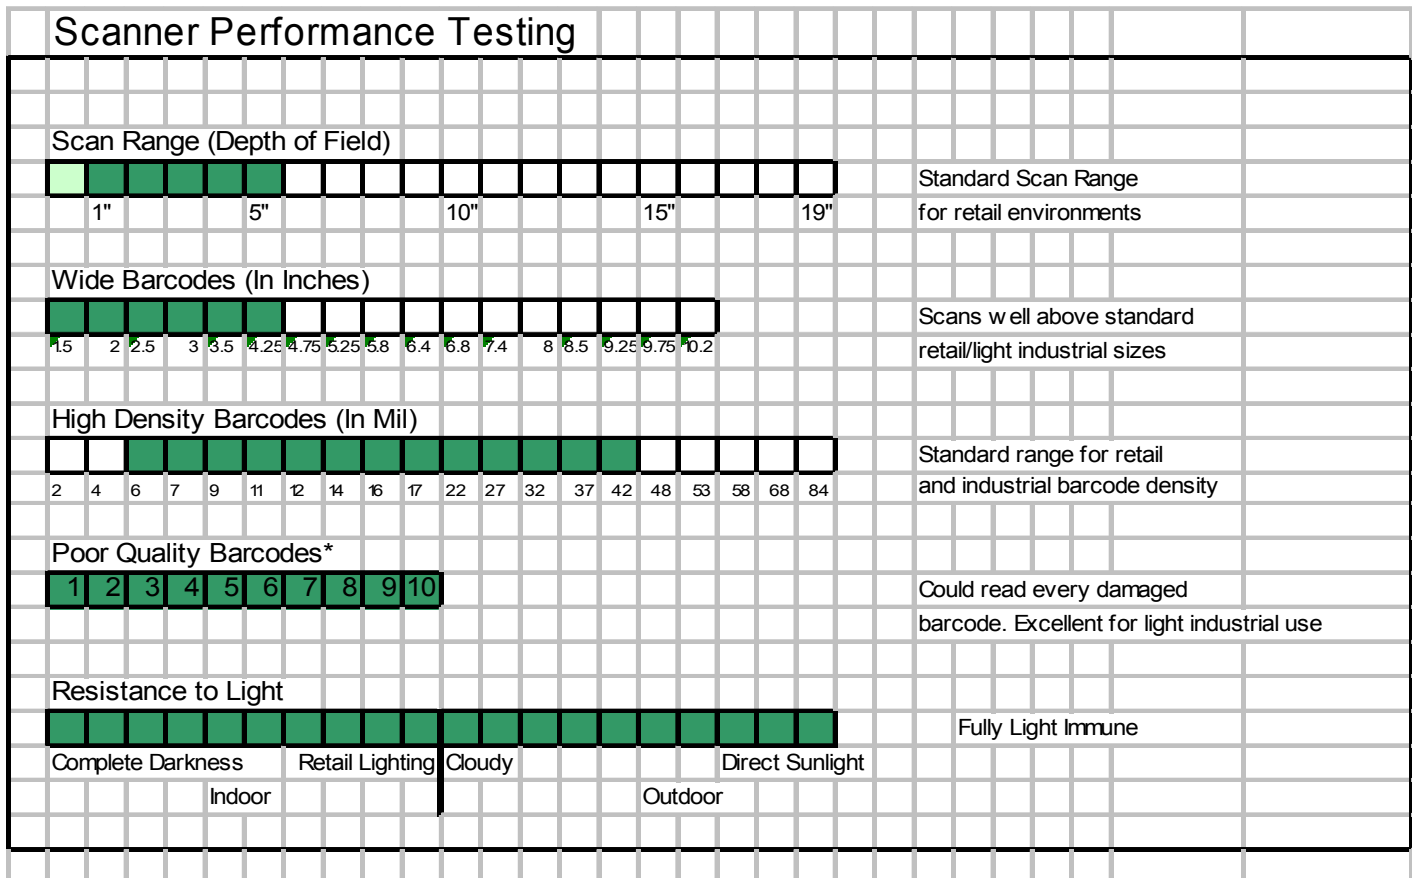 Scanner Performance Testing
Scan Range (Depth of Field)
Standard Scan Range
1" 5" 10" 15" 19" for retail environments
Wide Barcodes (In Inches)
Scans well above standard
1.5 2 2.5 3 3.5 4.25 4.75 5.25 5.8 6.4 6.8 7.4 8 8.5 9.25 9.75 10.2 retail/light industrial sizes
High Density Barcodes (In Mil)
Standard range for retail
2 4 6 7 9 11 12 14 16 17 22 27 32 37 42 48 53 58 68 84 and industrial barcode density
Poor Quality Barcodes*
1 2 3 4 5 6 7 8 9 10 Could read every damaged
barcode. Excellent for light industrial use
Resistance to Light
Fully Light Immune
Complete Darkness Retail Lighting Cloudy Direct Sunlight
Indoor Outdoor